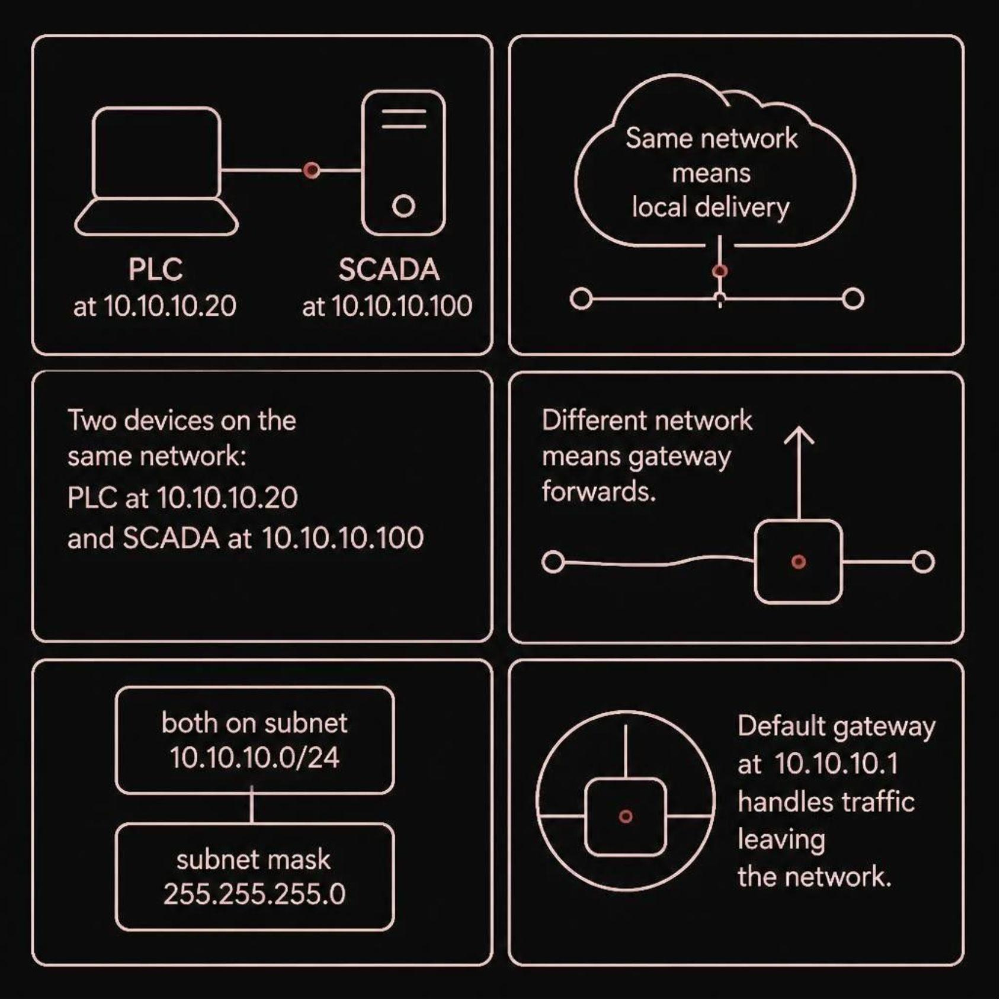 PLC
at 10.10.10.20
SCADA
at 10.10.10.100
Same network
means
local delivery
Two devices on the
same network:
PLC at 10.10.10.20
and SCADA at 10.10.10.100
Different network
means gateway
forwards.
both on subnet
10.10.10.0/24
subnet mask
255.255.255.0
Default gateway
at 10.10.10.1
handles traffic
leaving
the network.